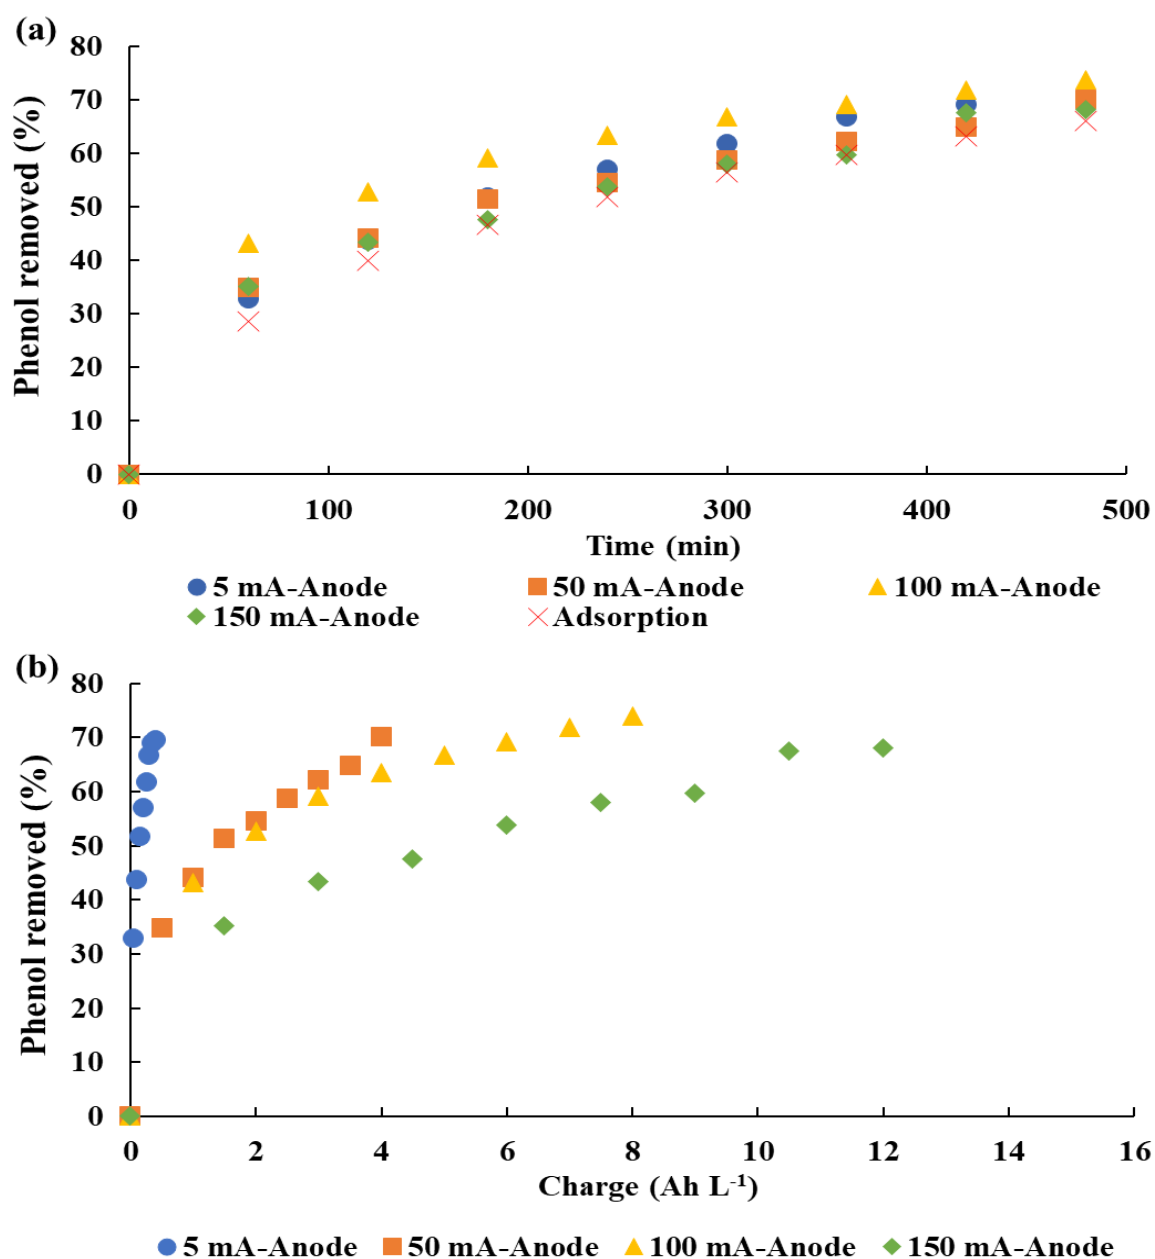 (a)
Phenol removed (%)
80
70
60
50
40
30
20
10
0
0 100 200 300 400 500
Time (min)
5 mA-Anode 50 mA-Anode 100 mA-Anode
150 mA-Anode Adsorption
(b)
Phenol removed (%)
80
70
60
50
40
30
20
10
0
0 2 4 6 8 10 12 14 16
Charge (Ah L⁻¹)
5 mA-Anode 50 mA-Anode 100 mA-Anode 150 mA-Anode